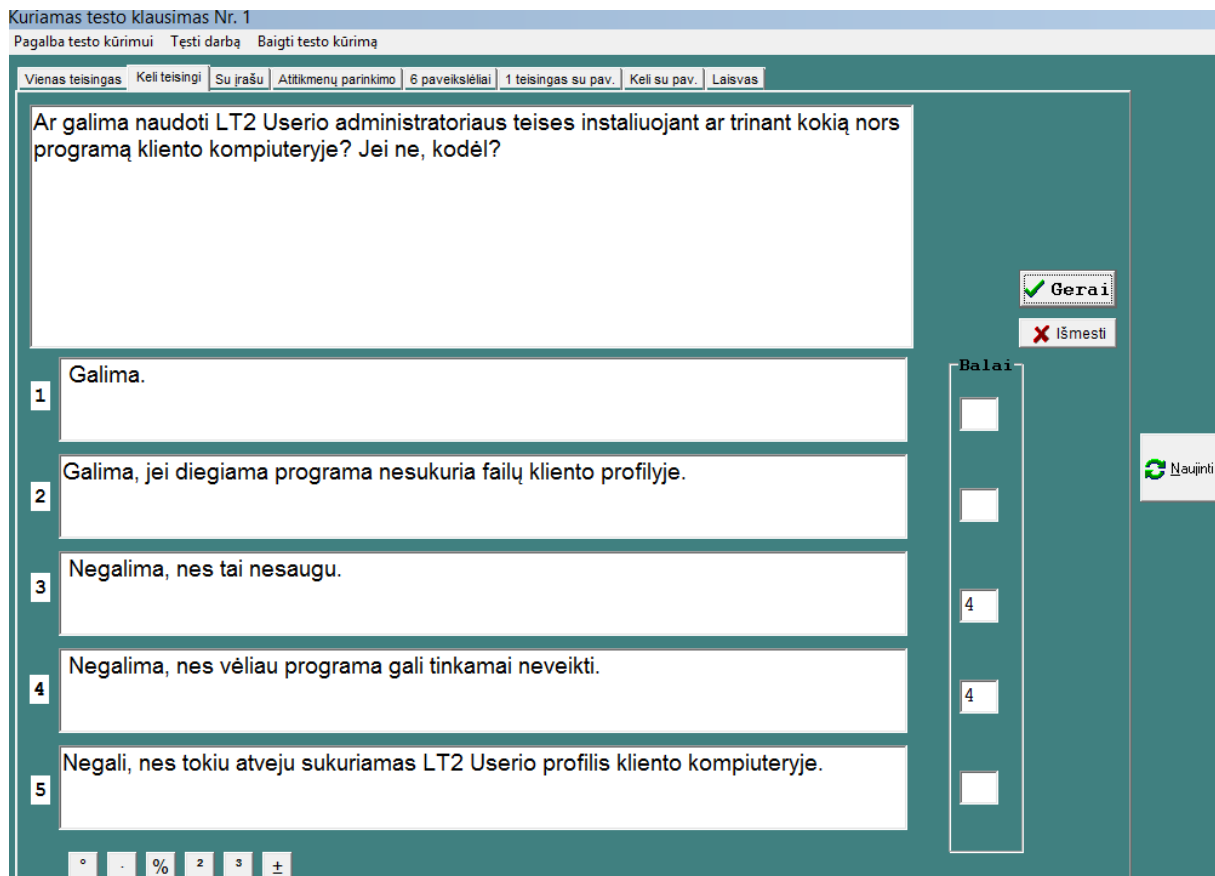 Kuriamas testo klausimas Nr. 1
Pagalba testo kūrimui Tęsti darbą Baigti testo kūrimą
Vienas teisingas Keli teisingi Su įrašu Atitikmenų parinkimo 6 paveikslėliai 1 teisingas su pav. Keli su pav. Laisvas
Ar galima naudoti LT2 Userio administratoriaus teises instaliuojant ar trinant kokią nors
programą kliento kompiuteryje? Jei ne, kodėl?
Gerai
Išmesti
Balai
1 Galima.
2 Galima, jei diegiama programa nesukuria failų kliento profilyje.
Naujinti
3 Negalima, nes tai nesaugu. 4
4 Negalima, nes vėliau programa gali tinkamai neveikti. 4
5 Negali, nes tokiu atveju sukuriamas LT2 Userio profilis kliento kompiuteryje.
° · % ² ³ ±